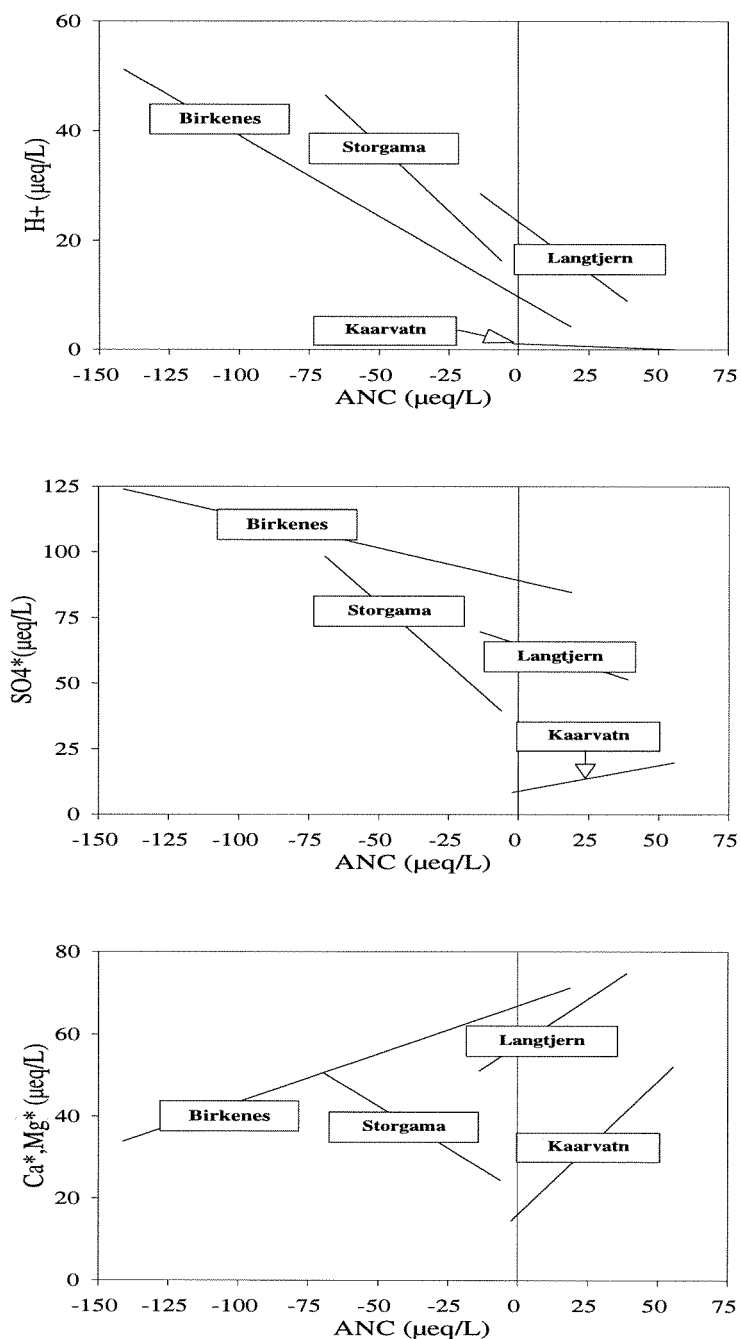 60
40
20
0
H+ (µeq/L)
Birkenes
Storgama
Langtjern
Kaarvatn
-150 -125 -100 -75 -50 -25 0 25 50 75
ANC (µeq/L)
125
100
75
50
25
0
SO4*(µeq/L)
Birkenes
Storgama
Langtjern
Kaarvatn
-150 -125 -100 -75 -50 -25 0 25 50 75
ANC (µeq/L)
80
60
40
20
0
Ca*,Mg* (µeq/L)
Langtjern
Birkenes
Storgama
Kaarvatn
-150 -125 -100 -75 -50 -25 0 25 50 75
ANC (µeq/L)